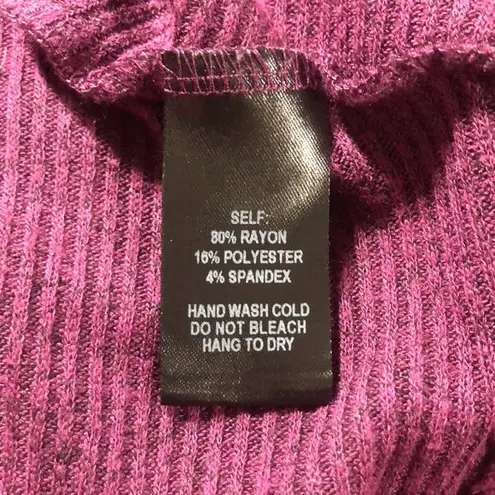 SELF:
80% RAYON
16% POLYESTER
4% SPANDEX
HAND WASH COLD
DO NOT BLEACH
HANG TO DRY